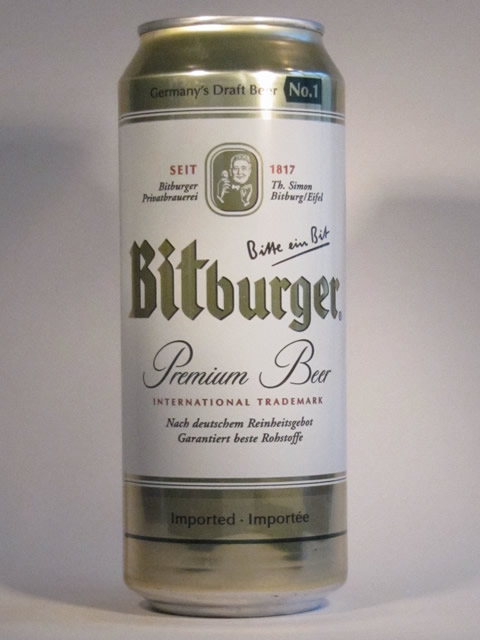 Germany's Draft Beer No.1
SEIT 1817
Bitburger Th. Simon
Privatbrauerei Bitburg/Eifel
Bitte ein Bit
Bitburger®
Premium Beer
INTERNATIONAL TRADEMARK
Nach deutschem Reinheitsgebot
Garantiert beste Rohstoffe
Imported · Importée